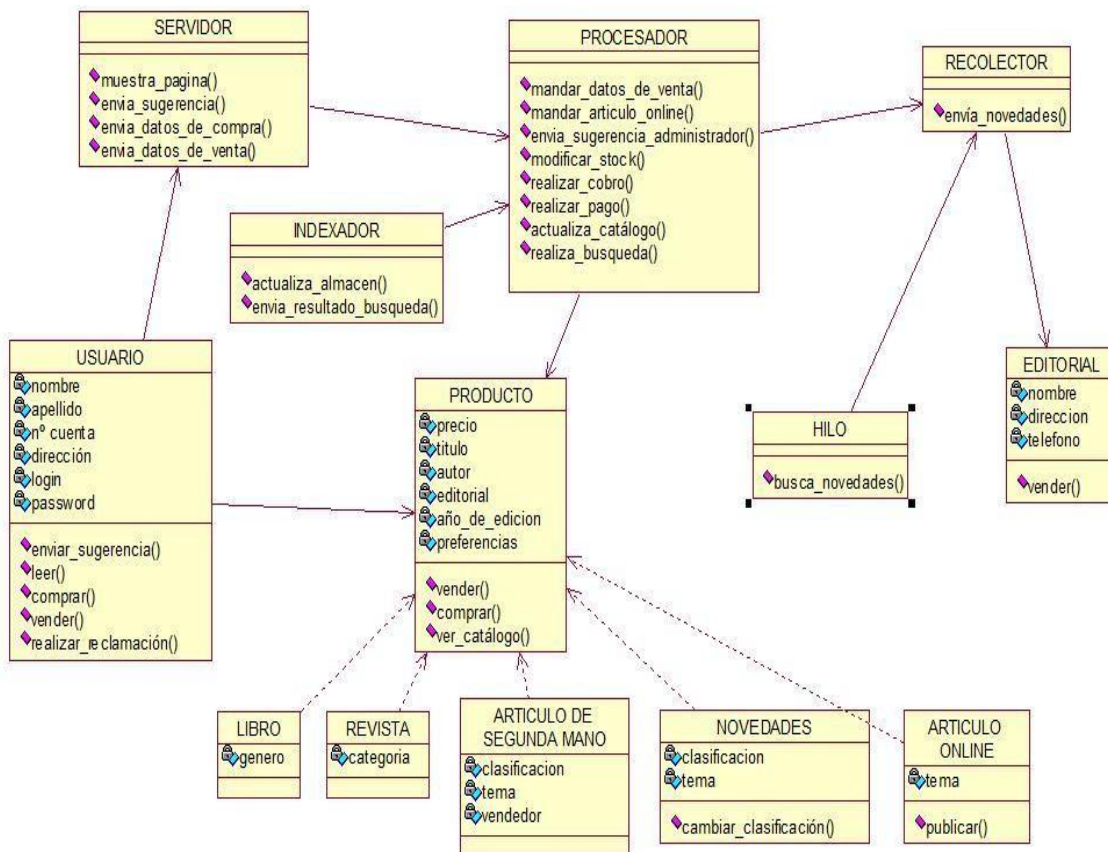 SERVIDOR
muestra_pagina()
envia_sugerencia()
envia_datos_de_compra()
envia_datos_de_venta()
PROCESADOR
mandar_datos_de_venta()
mandar_articulo_online()
envia_sugerencia_administrador()
modificar_stock()
realizar_cobro()
realizar_pago()
actualiza_catálogo()
realiza_busqueda()
RECOLECTOR
envía_novedades()
INDEXADOR
actualiza_almacen()
envia_resultado_busqueda()
USUARIO
nombre
apellido
nº cuenta
dirección
login
password
enviar_sugerencia()
leer()
comprar()
vender()
realizar_reclamación()
PRODUCTO
precio
titulo
autor
editorial
año_de_edicion
preferencias
vender()
comprar()
ver_catálogo()
HILO
busca_novedades()
EDITORIAL
nombre
direccion
telefono
vender()
LIBRO
genero
REVISTA
categoria
ARTICULO DE
SEGUNDA MANO
clasificacion
tema
vendedor
NOVEDADES
clasificacion
tema
cambiar_clasificación()
ARTICULO
ONLINE
tema
publicar()